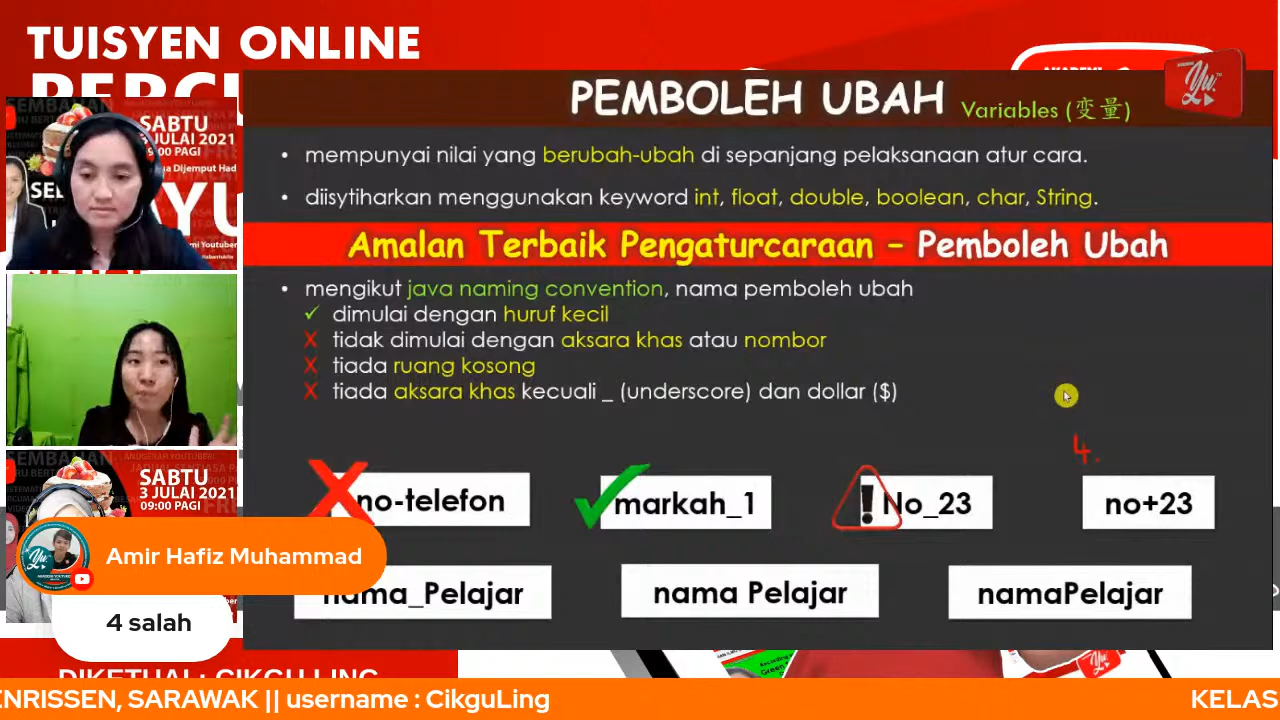 TUISYEN ONLINE
PEMBOLEH UBAH Variables (变量)
SABTU
JULAI 2021
00 PAGI
• mempunyai nilai yang berubah-ubah di sepanjang pelaksanaan atur cara.
• diisytiharkan menggunakan keyword int, float, double, boolean, char, String.
Amalan Terbaik Pengaturcaraan – Pemboleh Ubah
• mengikut java naming convention, nama pemboleh ubah
✓ dimulai dengan huruf kecil
X tidak dimulai dengan aksara khas atau nombor
X tiada ruang kosong
X tiada aksara khas kecuali _ (underscore) dan dollar ($)
4.
no-telefon
markah_1
No_23
no+23
SABTU
3 JULAI 2021
09:00 PAGI
nama_Pelajar
nama Pelajar
namaPelajar
Amir Hafiz Muhammad
4 salah
ENRISSEN, SARAWAK || username : CikguLing
KELAS